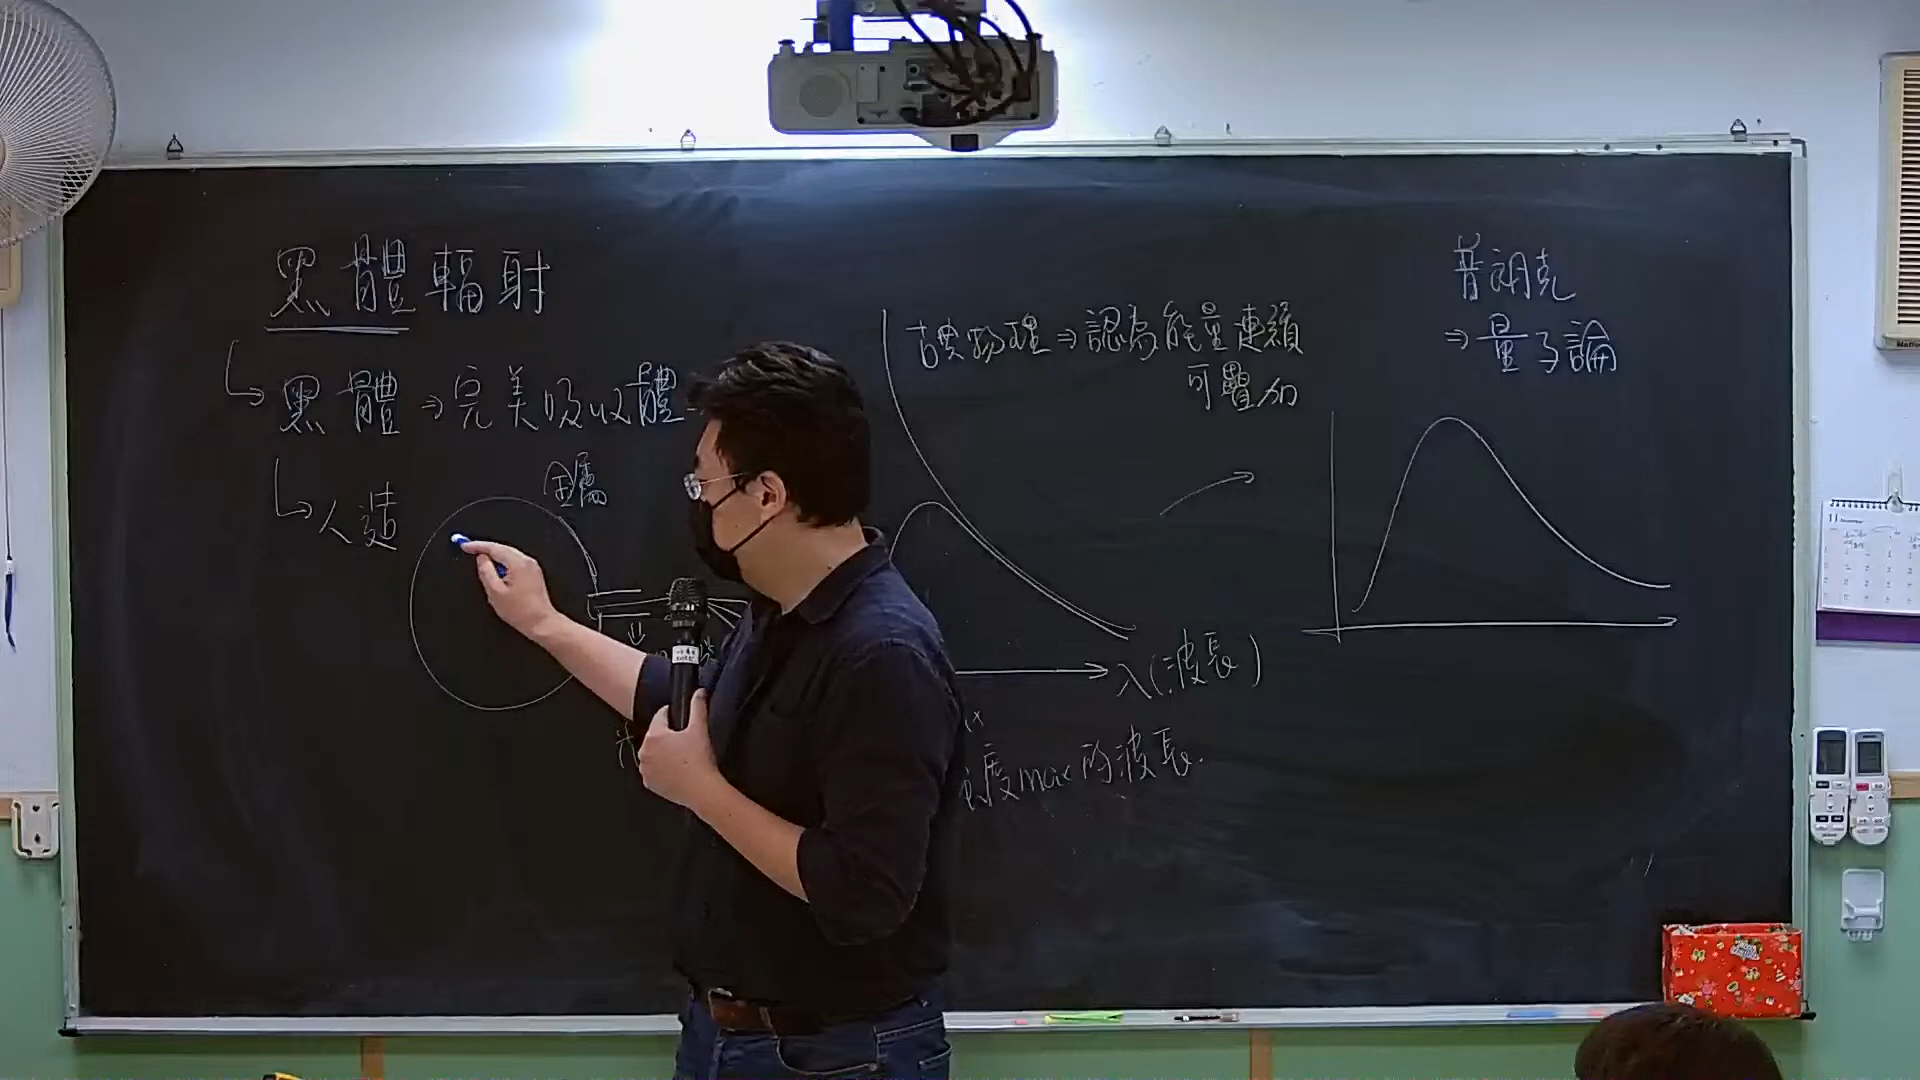 黑體輻射
黑體⇒完美吸收體
人造
金屬
古典物理⇒認為能量連續
可疊加
λ(波長)
度max的波長.
普朗克
⇒量子論
11